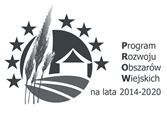 Program
Rozwoju
Obszarów
Wiejskich
na lata 2014-2020